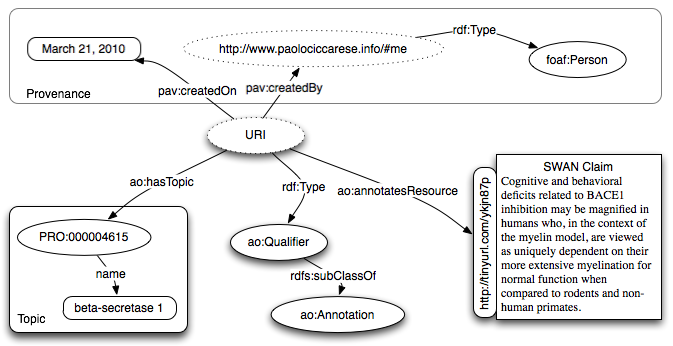 March 21, 2010
http://www.paolociccarese.info/#me
rdf:Type
foaf:Person
Provenance
pav:createdOn
pav:createdBy
URI
ao:hasTopic
rdf:Type
ao:annotatesResource
PRO:000004615
name
beta-secretase 1
Topic
ao:Qualifier
rdfs:subClassOf
ao:Annotation
http://tinyurl.com/ykjn87p
SWAN Claim
Cognitive and behavioral
deficits related to BACE1
inhibition may be magnified in
humans who, in the context
of the myelin model, are viewed
as uniquely dependent on their
more extensive myelination for
normal function when
compared to rodents and non-
human primates.